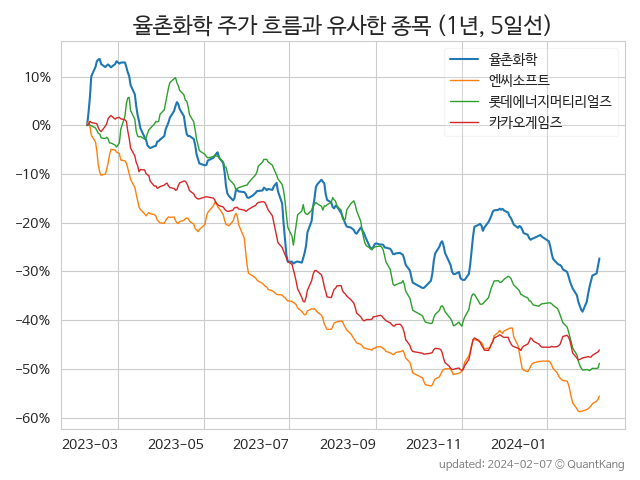 율촌화학 주가 흐름과 유사한 종목 (1년, 5일선)
율촌화학
엔씨소프트
롯데에너지머티리얼즈
카카오게임즈
10%
0%
−10%
−20%
−30%
−40%
−50%
−60%
2023-03 2023-05 2023-07 2023-09 2023-11 2024-01
updated: 2024-02-07 © QuantKang